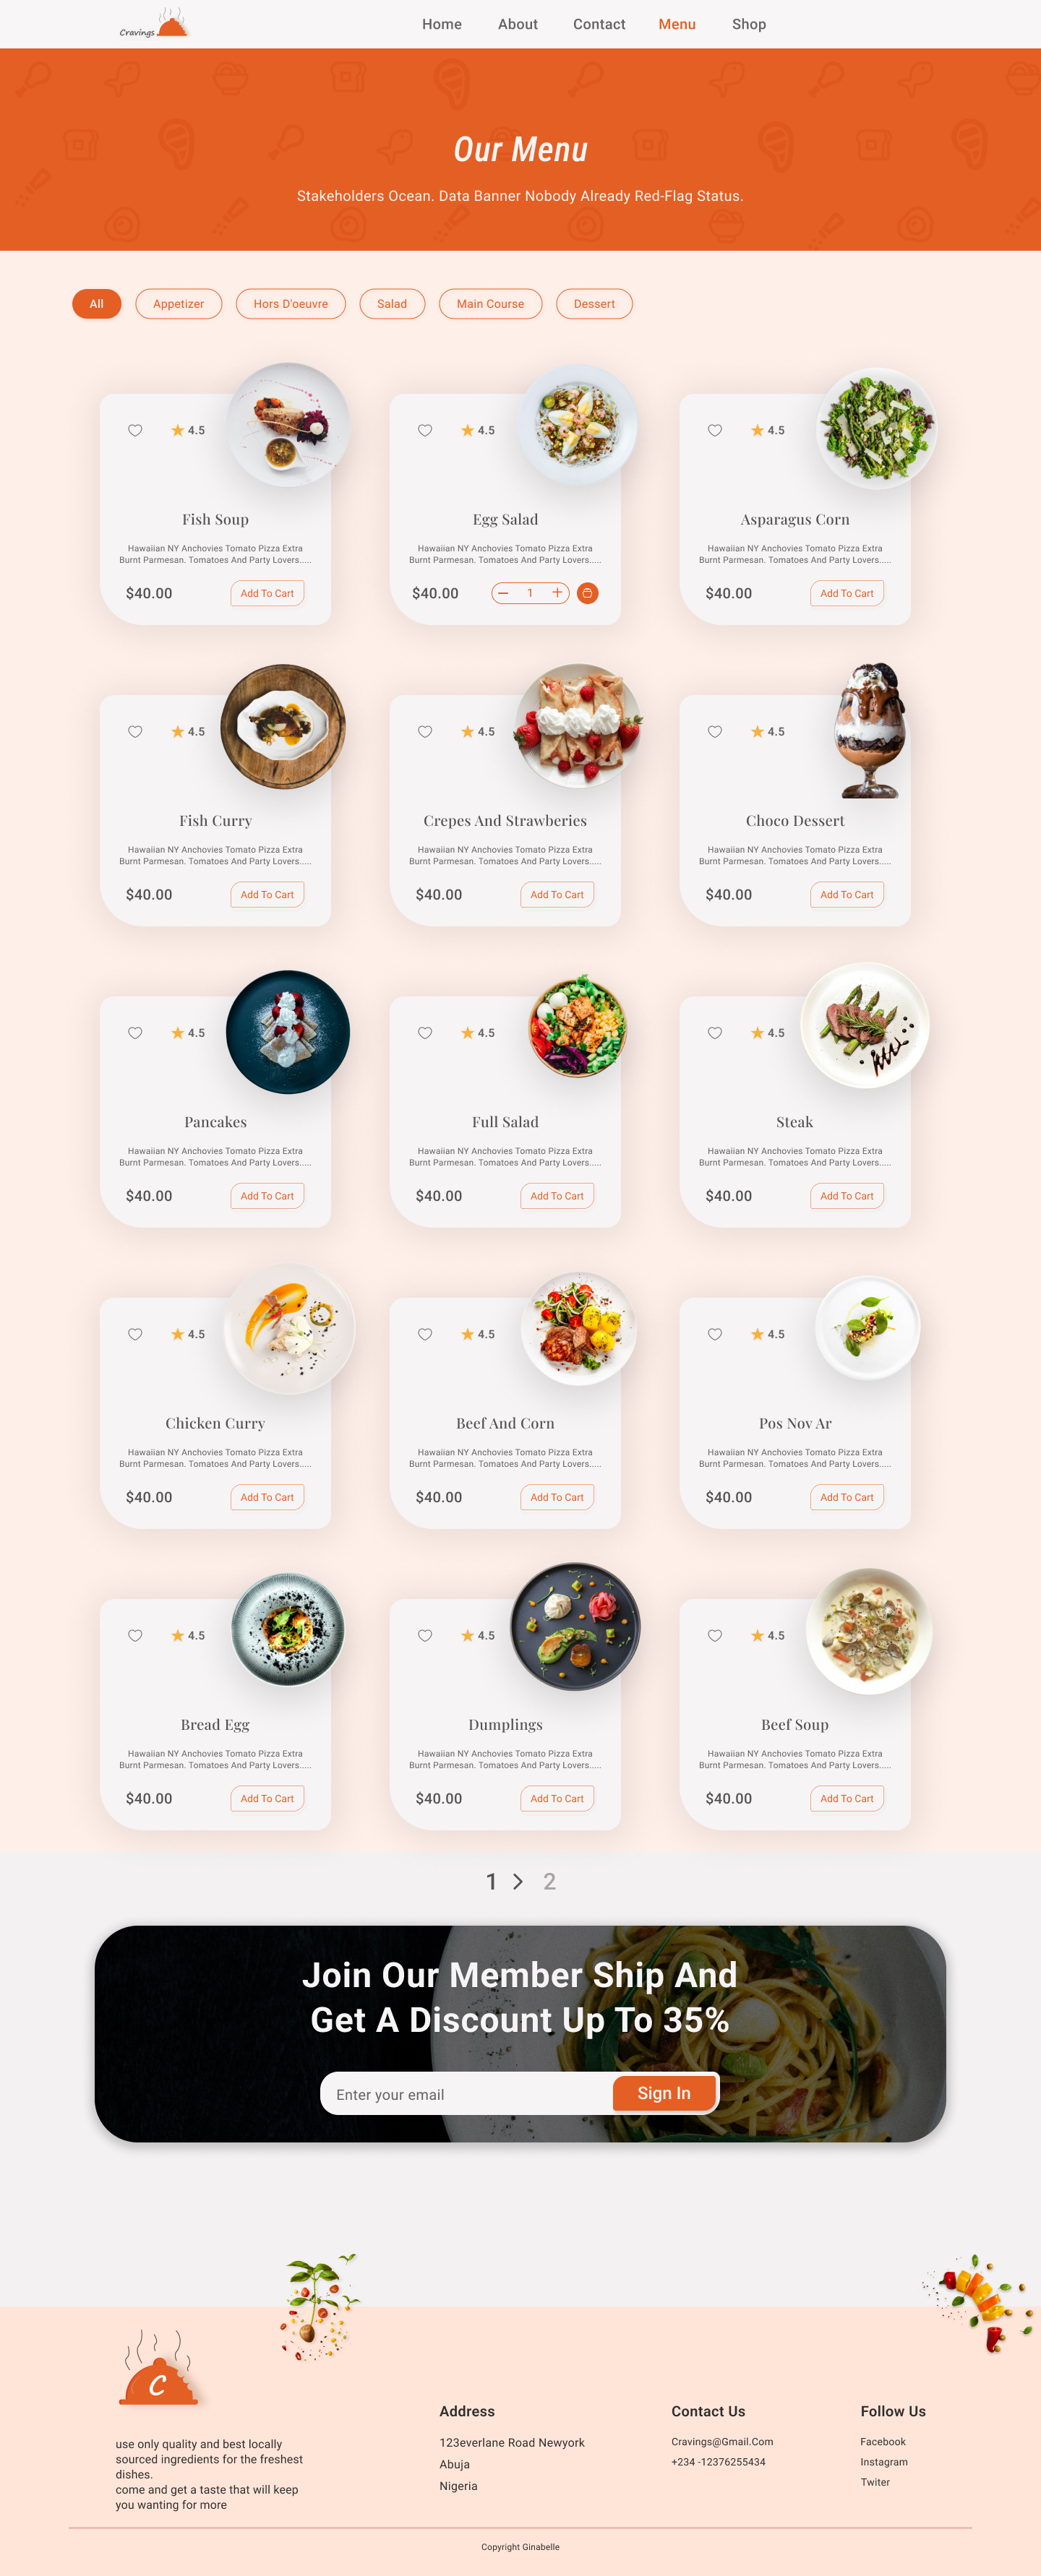 Cravings
Home
About
Contact
Menu
Shop
Our Menu
Stakeholders Ocean. Data Banner Nobody Already Red-Flag Status.
All
Appetizer
Hors D'oeuvre
Salad
Main Course
Dessert
4.5
Fish Soup
Hawaiian NY Anchovies Tomato Pizza Extra
Burnt Parmesan. Tomatoes And Party Lovers.....
$40.00
Add To Cart
4.5
Egg Salad
Hawaiian NY Anchovies Tomato Pizza Extra
Burnt Parmesan. Tomatoes And Party Lovers.....
$40.00
1
4.5
Asparagus Corn
Hawaiian NY Anchovies Tomato Pizza Extra
Burnt Parmesan. Tomatoes And Party Lovers.....
$40.00
Add To Cart
4.5
Fish Curry
Hawaiian NY Anchovies Tomato Pizza Extra
Burnt Parmesan. Tomatoes And Party Lovers.....
$40.00
Add To Cart
4.5
Crepes And Strawberies
Hawaiian NY Anchovies Tomato Pizza Extra
Burnt Parmesan. Tomatoes And Party Lovers.....
$40.00
Add To Cart
4.5
Choco Dessert
Hawaiian NY Anchovies Tomato Pizza Extra
Burnt Parmesan. Tomatoes And Party Lovers.....
$40.00
Add To Cart
4.5
Pancakes
Hawaiian NY Anchovies Tomato Pizza Extra
Burnt Parmesan. Tomatoes And Party Lovers.....
$40.00
Add To Cart
4.5
Full Salad
Hawaiian NY Anchovies Tomato Pizza Extra
Burnt Parmesan. Tomatoes And Party Lovers.....
$40.00
Add To Cart
4.5
Steak
Hawaiian NY Anchovies Tomato Pizza Extra
Burnt Parmesan. Tomatoes And Party Lovers.....
$40.00
Add To Cart
4.5
Chicken Curry
Hawaiian NY Anchovies Tomato Pizza Extra
Burnt Parmesan. Tomatoes And Party Lovers.....
$40.00
Add To Cart
4.5
Beef And Corn
Hawaiian NY Anchovies Tomato Pizza Extra
Burnt Parmesan. Tomatoes And Party Lovers.....
$40.00
Add To Cart
4.5
Pos Nov Ar
Hawaiian NY Anchovies Tomato Pizza Extra
Burnt Parmesan. Tomatoes And Party Lovers.....
$40.00
Add To Cart
4.5
Bread Egg
Hawaiian NY Anchovies Tomato Pizza Extra
Burnt Parmesan. Tomatoes And Party Lovers.....
$40.00
Add To Cart
4.5
Dumplings
Hawaiian NY Anchovies Tomato Pizza Extra
Burnt Parmesan. Tomatoes And Party Lovers.....
$40.00
Add To Cart
4.5
Beef Soup
Hawaiian NY Anchovies Tomato Pizza Extra
Burnt Parmesan. Tomatoes And Party Lovers.....
$40.00
Add To Cart
1 > 2
Join Our Member Ship And
Get A Discount Up To 35%
Enter your email
Sign In
C
use only quality and best locally
sourced ingredients for the freshest
dishes.
come and get a taste that will keep
you wanting for more
Address
123everlane Road Newyork
Abuja
Nigeria
Contact Us
Cravings@Gmail.Com
+234 -12376255434
Follow Us
Facebook
Instagram
Twiter
Copyright Ginabelle